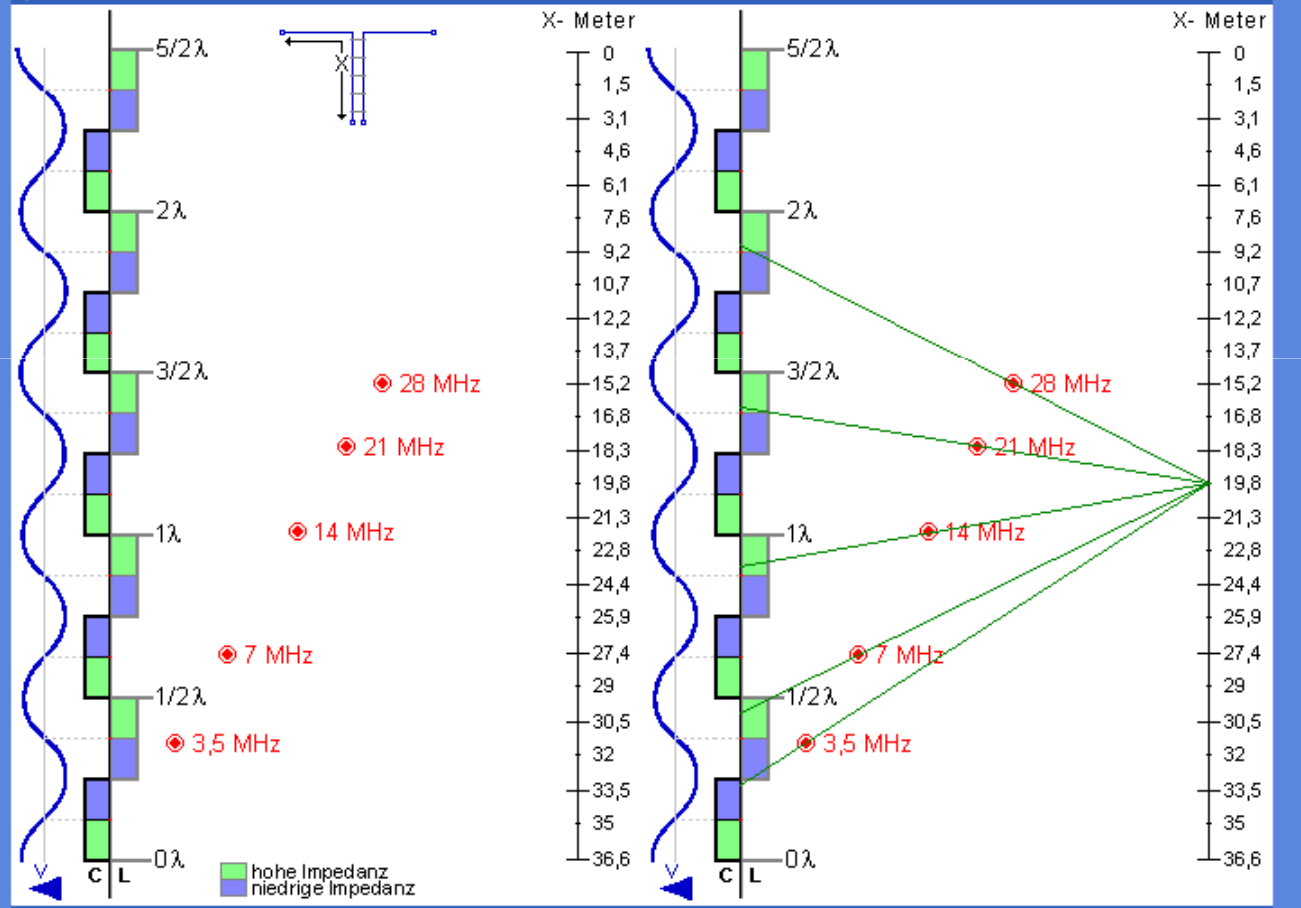 X- Meter
5/2λ
X
0
1,5
3,1
4,6
6,1
2λ
7,6
9,2
10,7
12,2
13,7
3/2λ
28 MHz
15,2
16,8
21 MHz
18,3
19,8
21,3
1λ
14 MHz
22,8
24,4
25,9
7 MHz
27,4
29
1/2λ
30,5
3,5 MHz
32
33,5
35
0λ
36,6
V
C L
hohe Impedanz
niedrige Impedanz
X- Meter
5/2λ
0
1,5
3,1
4,6
6,1
2λ
7,6
9,2
10,7
12,2
13,7
3/2λ
28 MHz
15,2
16,8
21 MHz
18,3
19,8
21,3
1λ
14 MHz
22,8
24,4
25,9
7 MHz
27,4
29
1/2λ
30,5
3,5 MHz
32
33,5
35
0λ
36,6
V
C L